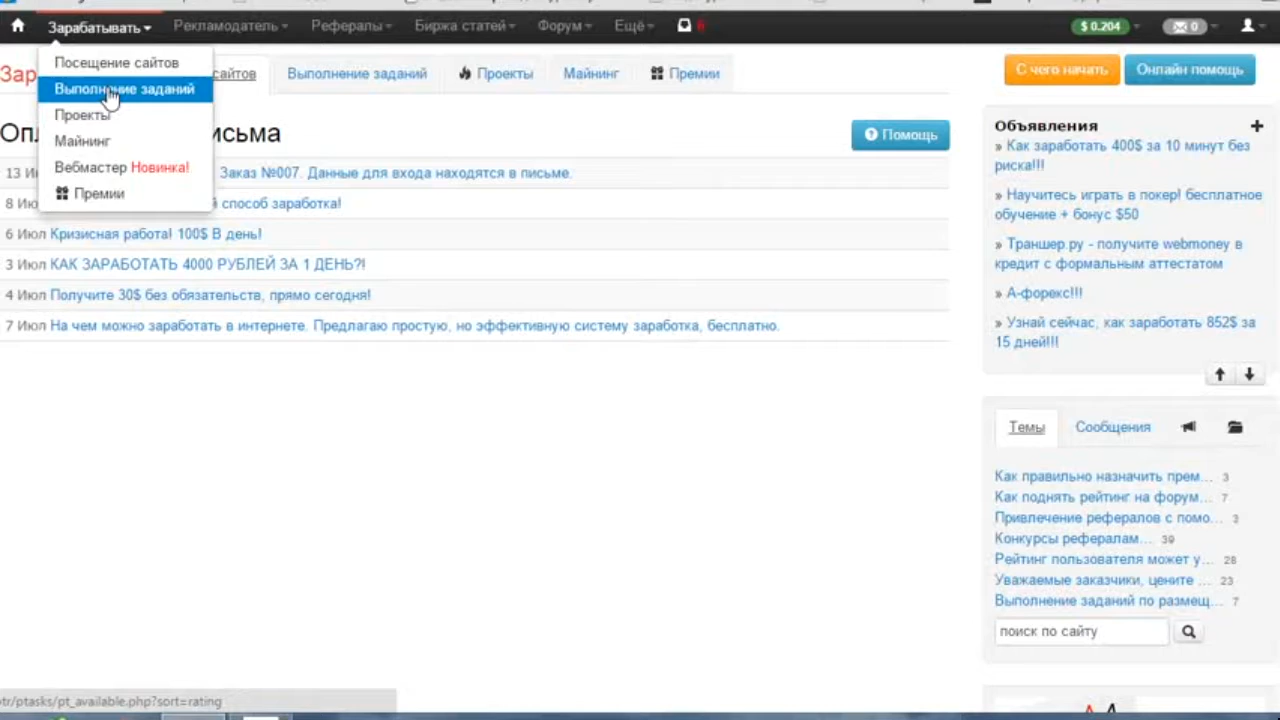 Зарабатывать Рекламодатель Рефералы Биржа статей Форум Ещё 6 $ 0.204 0
Посещение сайтов
Выполнение заданий
Проекты
Майнинг
Вебмастер Новинка!
Премии
Зар сайтов Выполнение заданий Проекты Майнинг Премии
С чего начать Онлайн помощь
Опл исьма
Помощь
13 Ию Заказ №007. Данные для входа находятся в письме.
8 Июл й способ заработка!
6 Июл Кризисная работа! 100$ В день!
3 Июл КАК ЗАРАБОТАТЬ 4000 РУБЛЕЙ ЗА 1 ДЕНЬ?!
4 Июл Получите 30$ без обязательств, прямо сегодня!
7 Июл На чем можно заработать в интернете. Предлагаю простую, но эффективную систему заработка, бесплатно.
Объявления
» Как заработать 400$ за 10 минут без
риска!!!
» Научитесь играть в покер! бесплатное
обучение + бонус $50
» Траншер.ру - получите webmoney в
кредит с формальным аттестатом
» А-форекс!!!
» Узнай сейчас, как заработать 852$ за
15 дней!!!
Темы Сообщения
Как правильно назначить прем... 3
Как поднять рейтинг на форум... 7
Привлечение рефералов с помо... 3
Конкурсы рефералам... 39
Рейтинг пользователя может у... 28
Уважаемые заказчики, цените ... 23
Выполнение заданий по размещ... 7
поиск по сайту
tr/ptasks/pt_available.php?sort=rating